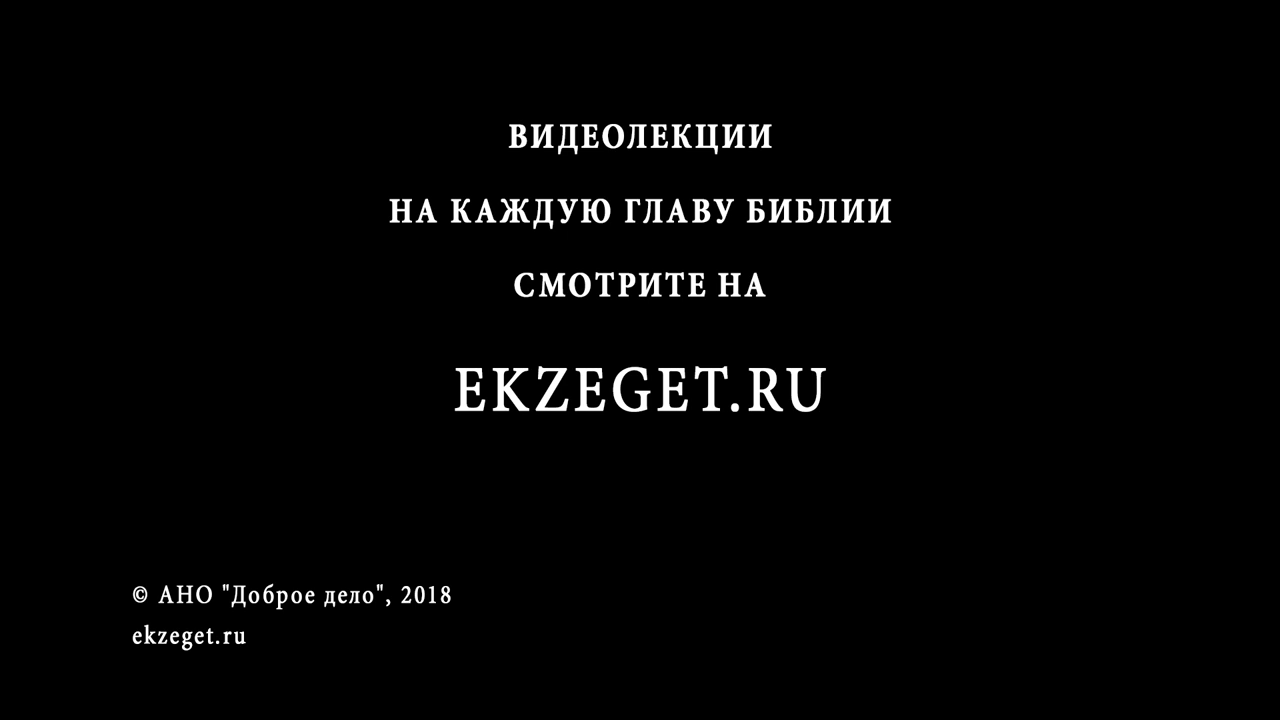 ВИДЕОЛЕКЦИИ
НА КАЖДУЮ ГЛАВУ БИБЛИИ
СМОТРИТЕ НА
EKZEGET.RU
© АНО "Доброе дело", 2018
ekzeget.ru